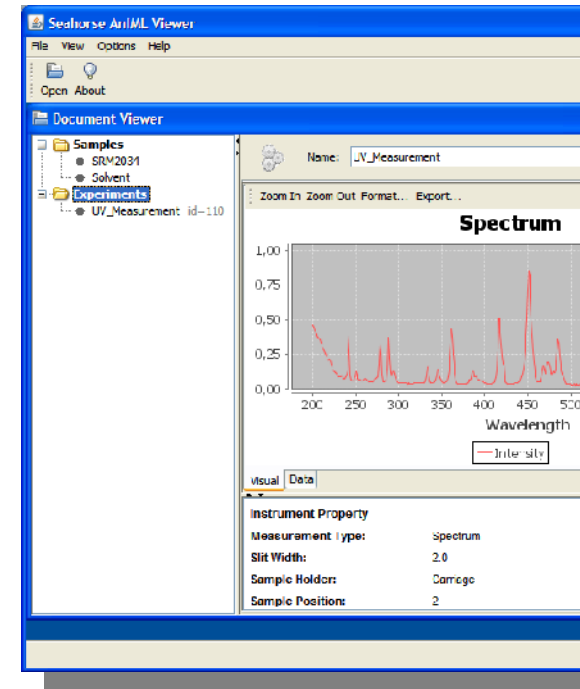 Seahorse AnIML Viewer
File View Options Help
Open About
Document Viewer
Samples
SRM2034
Solvent
Experiments
UV_Measurement id=110
Name: UV_Measurement
Zoom In Zoom Out Format... Export...
Spectrum
1,00
0,75
0,50
0,25
0,00
200 250 300 350 400 450 500
Wavelength
Intensity
Visual Data
Instrument Property
Measurement Type: Spectrum
Slit Width: 2.0
Sample Holder: Carriage
Sample Position: 2